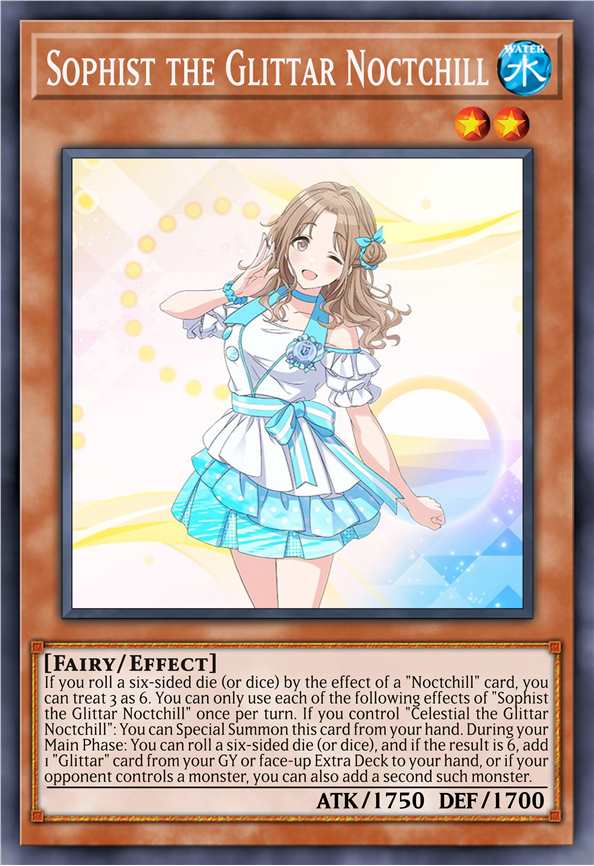 Sophist the Glittar Noctchill
WATER
水
[Fairy/Effect]
If you roll a six-sided die (or dice) by the effect of a "Noctchill" card, you
can treat 3 as 6. You can only use each of the following effects of "Sophist
the Glittar Noctchill" once per turn. If you control "Celestial the Glittar
Noctchill": You can Special Summon this card from your hand. During your
Main Phase: You can roll a six-sided die (or dice), and if the result is 6, add
1 "Glittar" card from your GY or face-up Extra Deck to your hand, or if your
opponent controls a monster, you can also add a second such monster.
ATK/1750 DEF/1700